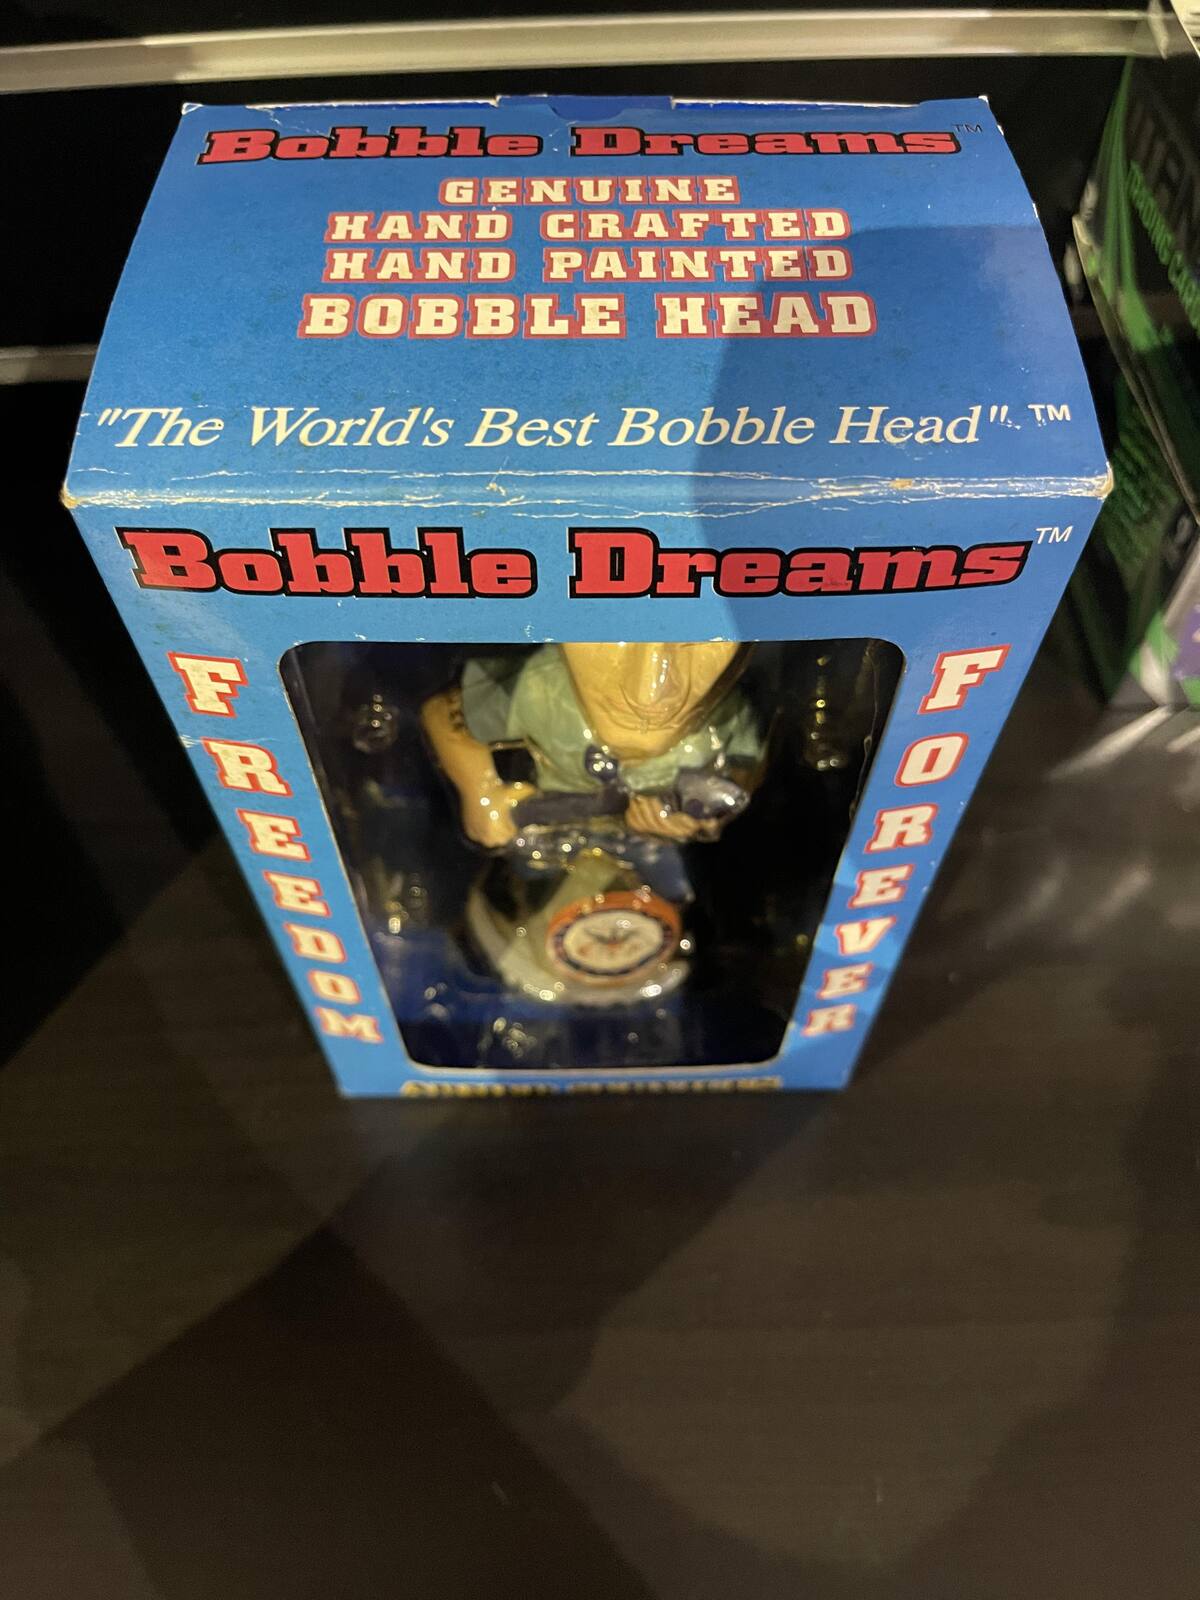 Bobble Dreams™
GENUINE
HAND CRAFTED
HAND PAINTED
BOBBLE HEAD
"The World's Best Bobble Head".™
Bobble Dreams™
FREEDOM
FOREVER